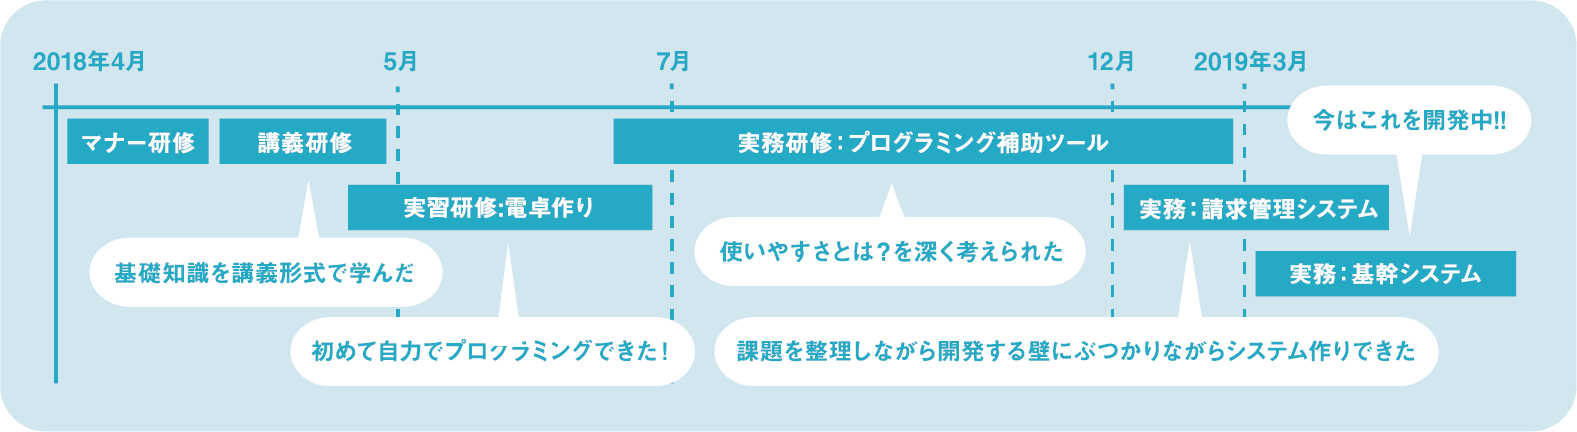 2018年4月
5月
7月
12月
2019年3月
マナー研修
講義研修
実務研修：プログラミング補助ツール
今はこれを開発中!!
実習研修:電卓作り
実務：請求管理システム
基礎知識を講義形式で学んだ
使いやすさとは？を深く考えられた
実務：基幹システム
初めて自力でプログラミングできた！
課題を整理しながら開発する壁にぶつかりながらシステム作りできた